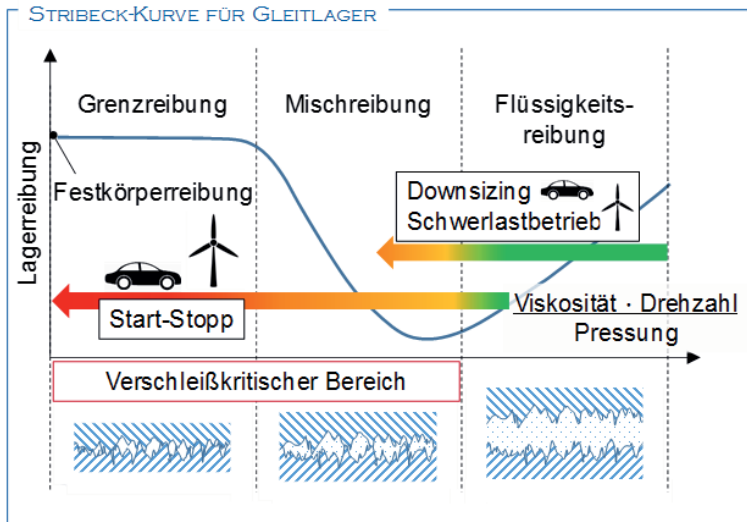 STRIBECK-KURVE FÜR GLEITLAGER
Grenzreibung
Mischreibung
Flüssigkeits-
reibung
Lagerreibung
Festkörperreibung
Downsizing
Schwerlastbetrieb
Start-Stopp
Viskosität · Drehzahl
Pressung
Verschleißkritischer Bereich